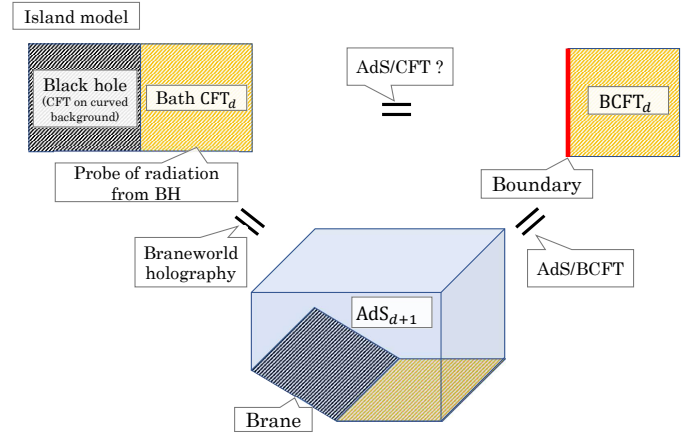 Island model
Black hole
(CFT on curved
background)
Bath CFT_d
AdS/CFT ?
BCFT_d
Probe of radiation
from BH
Boundary
Braneworld
holography
AdS/BCFT
AdS_{d+1}
Brane